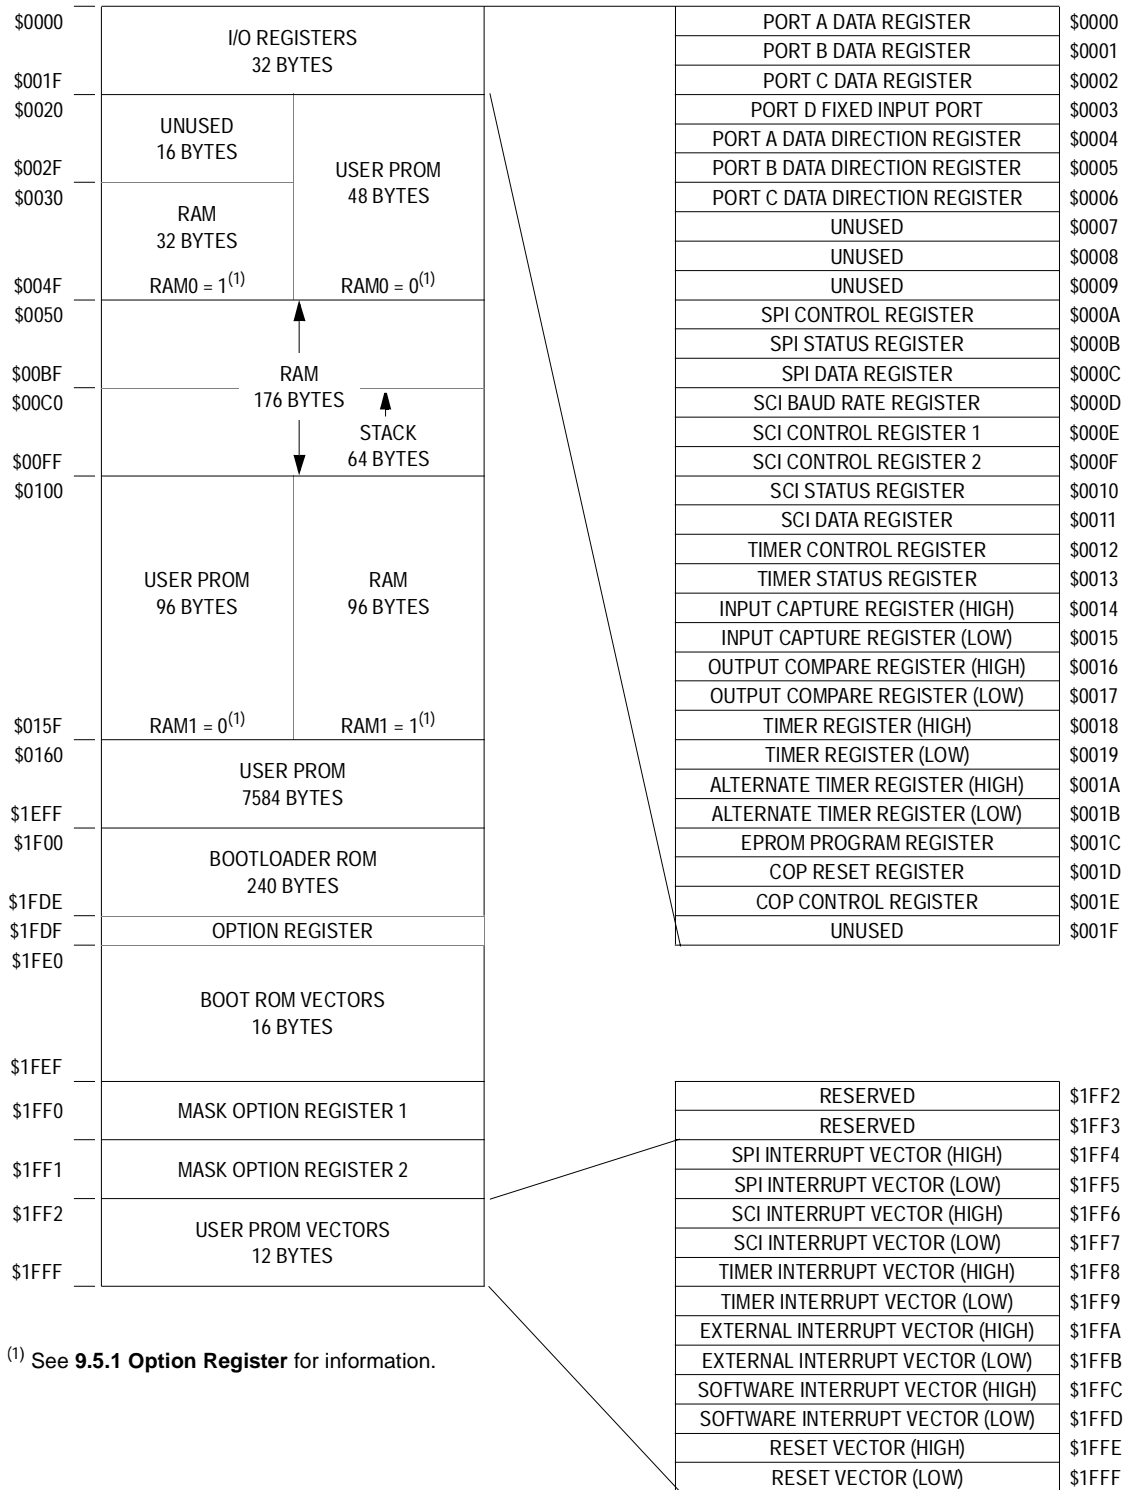 $0000
I/O REGISTERS
32 BYTES
$001F
$0020
UNUSED
16 BYTES
$002F
USER PROM
48 BYTES
$0030
RAM
32 BYTES
$004F
RAM0 = 1(1)
RAM0 = 0(1)
$0050
$00BF
RAM
176 BYTES
$00C0
STACK
64 BYTES
$00FF
$0100
USER PROM
96 BYTES
RAM
96 BYTES
$015F
RAM1 = 0(1)
RAM1 = 1(1)
$0160
USER PROM
7584 BYTES
$1EFF
$1F00
BOOTLOADER ROM
240 BYTES
$1FDE
$1FDF
OPTION REGISTER
$1FE0
BOOT ROM VECTORS
16 BYTES
$1FEF
$1FF0
MASK OPTION REGISTER 1
$1FF1
MASK OPTION REGISTER 2
$1FF2
USER PROM VECTORS
12 BYTES
$1FFF
(1) See 9.5.1 Option Register for information.
PORT A DATA REGISTER $0000
PORT B DATA REGISTER $0001
PORT C DATA REGISTER $0002
PORT D FIXED INPUT PORT $0003
PORT A DATA DIRECTION REGISTER $0004
PORT B DATA DIRECTION REGISTER $0005
PORT C DATA DIRECTION REGISTER $0006
UNUSED $0007
UNUSED $0008
UNUSED $0009
SPI CONTROL REGISTER $000A
SPI STATUS REGISTER $000B
SPI DATA REGISTER $000C
SCI BAUD RATE REGISTER $000D
SCI CONTROL REGISTER 1 $000E
SCI CONTROL REGISTER 2 $000F
SCI STATUS REGISTER $0010
SCI DATA REGISTER $0011
TIMER CONTROL REGISTER $0012
TIMER STATUS REGISTER $0013
INPUT CAPTURE REGISTER (HIGH) $0014
INPUT CAPTURE REGISTER (LOW) $0015
OUTPUT COMPARE REGISTER (HIGH) $0016
OUTPUT COMPARE REGISTER (LOW) $0017
TIMER REGISTER (HIGH) $0018
TIMER REGISTER (LOW) $0019
ALTERNATE TIMER REGISTER (HIGH) $001A
ALTERNATE TIMER REGISTER (LOW) $001B
EPROM PROGRAM REGISTER $001C
COP RESET REGISTER $001D
COP CONTROL REGISTER $001E
UNUSED $001F
RESERVED $1FF2
RESERVED $1FF3
SPI INTERRUPT VECTOR (HIGH) $1FF4
SPI INTERRUPT VECTOR (LOW) $1FF5
SCI INTERRUPT VECTOR (HIGH) $1FF6
SCI INTERRUPT VECTOR (LOW) $1FF7
TIMER INTERRUPT VECTOR (HIGH) $1FF8
TIMER INTERRUPT VECTOR (LOW) $1FF9
EXTERNAL INTERRUPT VECTOR (HIGH) $1FFA
EXTERNAL INTERRUPT VECTOR (LOW) $1FFB
SOFTWARE INTERRUPT VECTOR (HIGH) $1FFC
SOFTWARE INTERRUPT VECTOR (LOW) $1FFD
RESET VECTOR (HIGH) $1FFE
RESET VECTOR (LOW) $1FFF